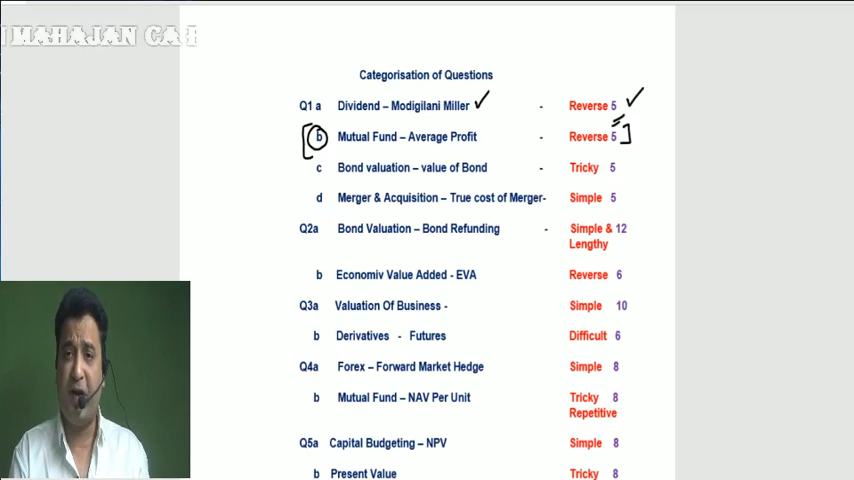 MAHAJAN CA
Categorisation of Questions
Q1 a Dividend – Modigilani Miller - Reverse 5
b Mutual Fund – Average Profit - Reverse 5
c Bond valuation – value of Bond - Tricky 5
d Merger & Acquisition – True cost of Merger- Simple 5
Q2a Bond Valuation – Bond Refunding - Simple & 12
Lengthy
b Economiv Value Added - EVA Reverse 6
Q3a Valuation Of Business - Simple 10
b Derivatives - Futures Difficult 6
Q4a Forex – Forward Market Hedge Simple 8
b Mutual Fund – NAV Per Unit Tricky 8
Repetitive
Q5a Capital Budgeting – NPV Simple 8
b Present Value Tricky 8